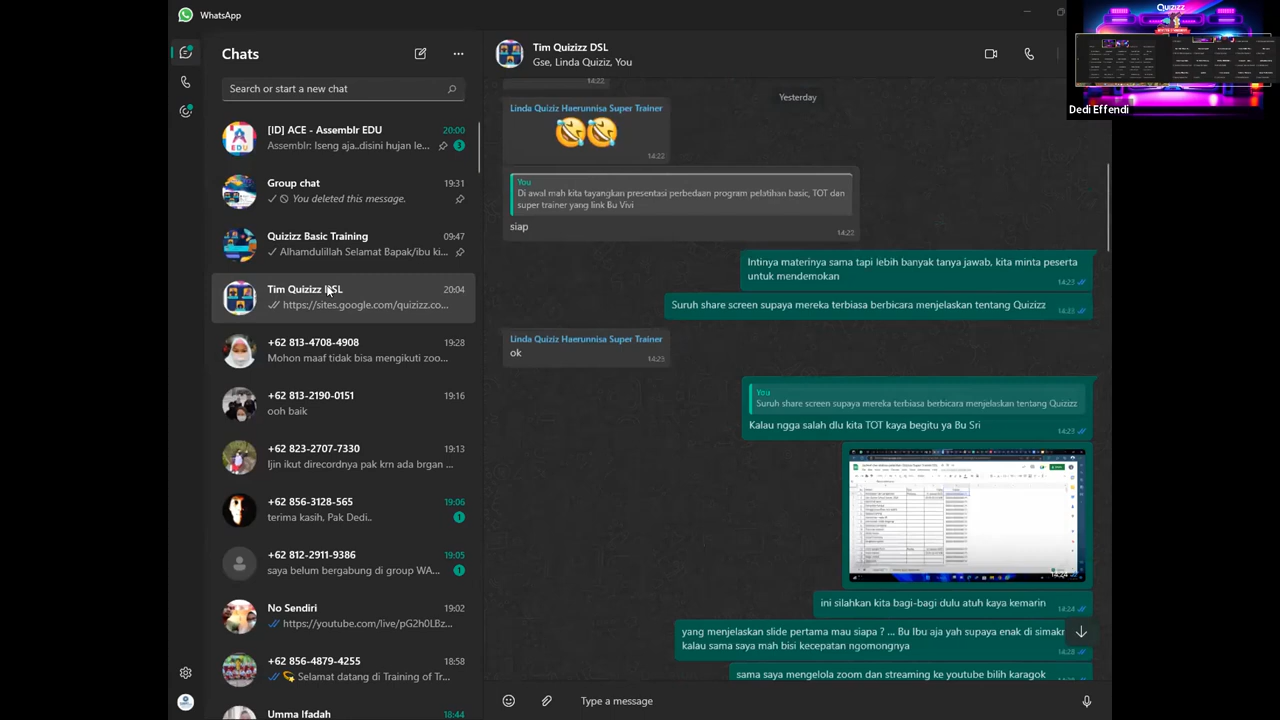 WhatsApp
Chats
Search or start a new chat
[ID] ACE - Assemblr EDU
20:00
Assemblr: Iseng aja..disini hujan le...
3
Group chat
19:31
You deleted this message.
Quizizz Basic Training
09:47
Alhamdulillah Selamat Bapak/ibu ki...
Tim Quizizz DSL
20:04
https://sites.google.com/quizizz.co...
+62 813-4708-4908
19:28
Mohon maaf tidak bisa mengikuti zoo...
+62 813-2190-0151
19:16
ooh baik
+62 823-2707-7330
19:13
Ijin ikut direcordnya pak krn ada brgan ...
+62 856-3128-565
19:06
terima kasih, Pak Dedi..
1
+62 812-2911-9386
19:05
saya belum bergabung di group WA...
1
No Sendiri
19:02
https://youtube.com/live/pG2h0LBz...
+62 856-4879-4255
18:58
Selamat datang di Training of Tr...
Umma Ifadah
18:44
Tim Quizizz DSL
Gss, Linda Quiziz, You
14:22
Yesterday
Linda Quiziz Haerunnisa Super Trainer
14:22
You
Di awal mah kita tayangkan presentasi perbedaan program pelatihan basic, TOT dan
super trainer yang link Bu Vivi
siap
14:22
Intinya materinya sama tapi lebih banyak tanya jawab, kita minta peserta
untuk mendemokan
14:23
Suruh share screen supaya mereka terbiasa berbicara menjelaskan tentang Quizizz
Linda Quiziz Haerunnisa Super Trainer
ok
You
Suruh share screen supaya mereka terbiasa berbicara menjelaskan tentang Quizizz
Kalau ngga salah dlu kita TOT kaya begitu ya Bu Sri
14:23
14:24
ini silahkan kita bagi-bagi dulu atuh kaya kemarin
14:24
yang menjelaskan slide pertama mau siapa ? ... Bu Ibu aja yah supaya enak di simakn
kalau sama saya mah bisi kecepatan ngomongnya
14:28
sama saya mengelola zoom dan streaming ke youtube bilih karagok
Type a message
Quizizz
Dedi Effendi